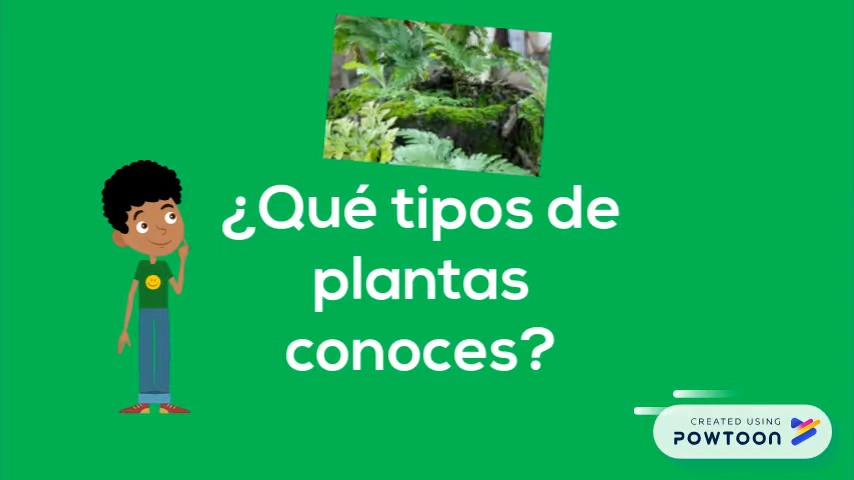 ¿Qué tipos de
plantas
conoces?
CREATED USING
POWTOON